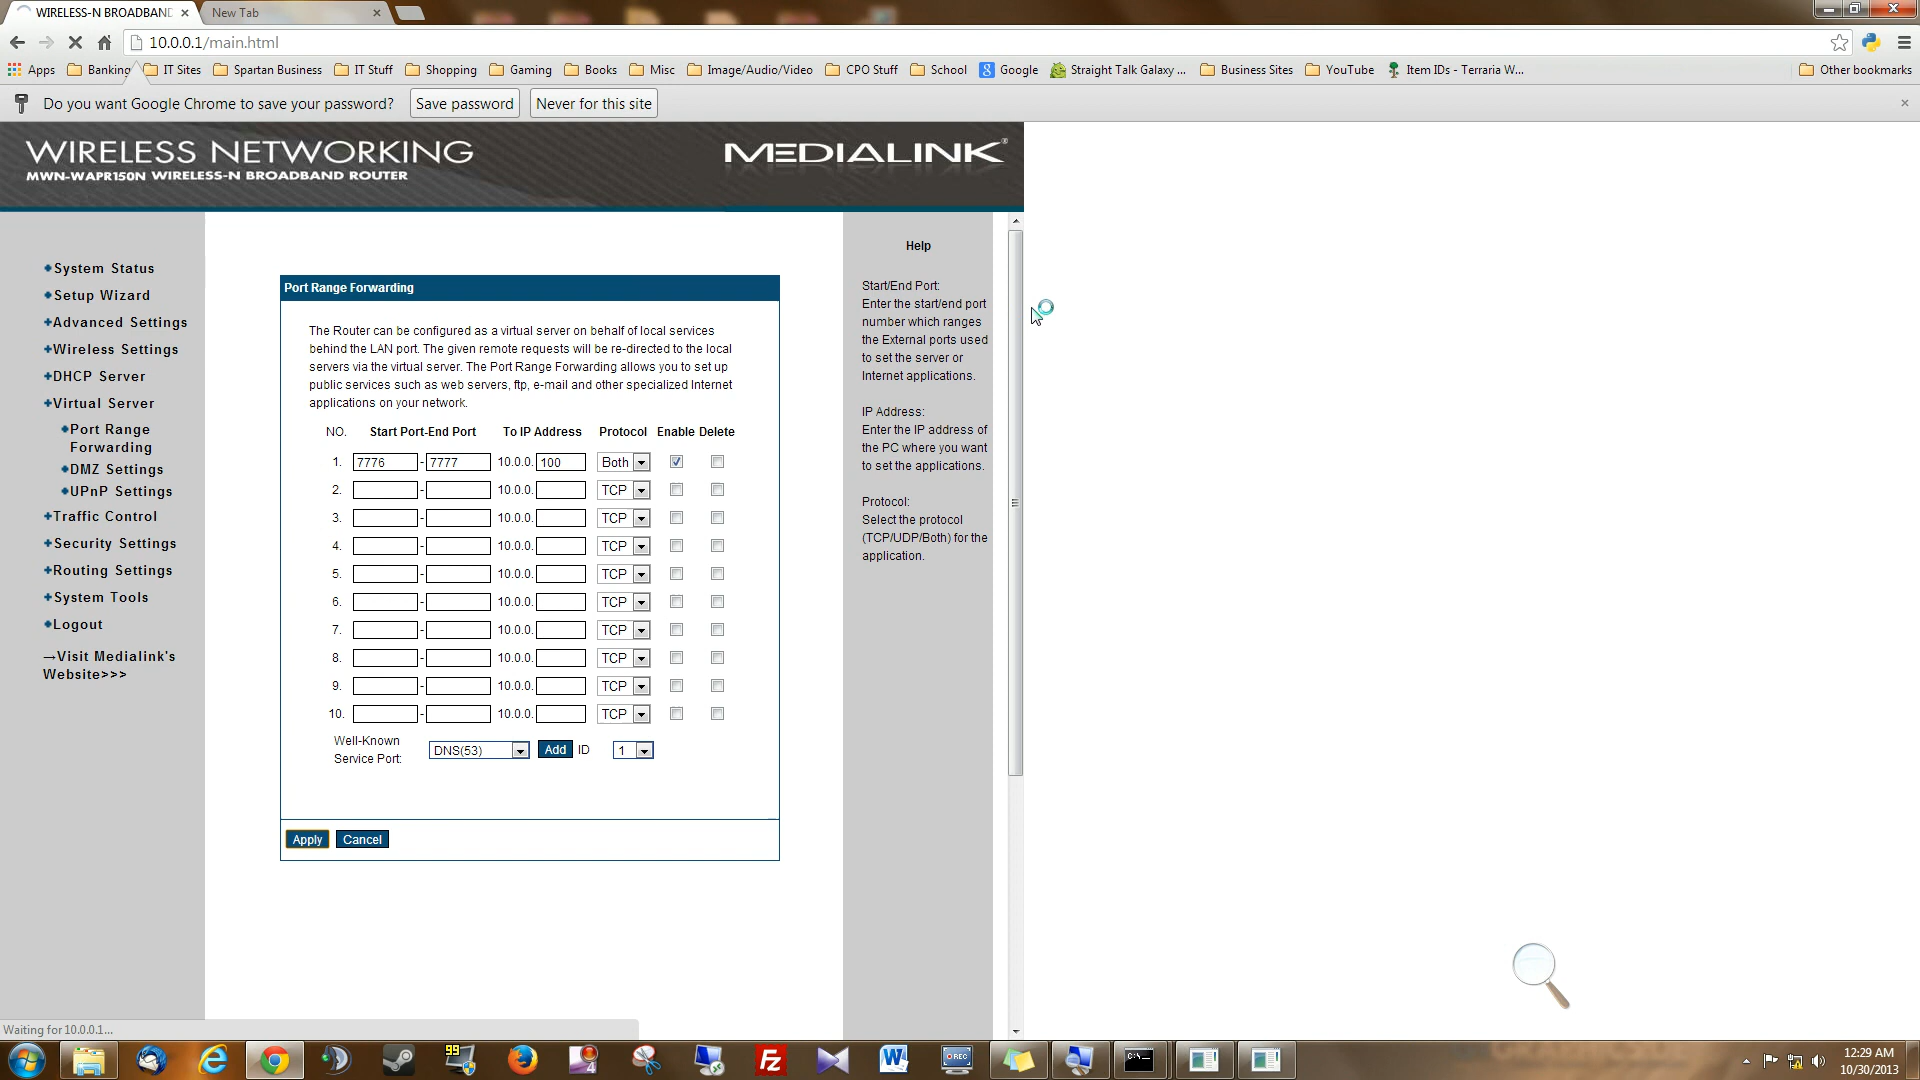 WIRELESS-N BROADBAND
New Tab
10.0.0.1/main.html
Apps Banking IT Sites Spartan Business IT Stuff Shopping Gaming Books Misc Image/Audio/Video CPO Stuff School Google Straight Talk Galaxy ... Business Sites YouTube Item IDs - Terraria W... Other bookmarks
Do you want Google Chrome to save your password? Save password Never for this site
WIRELESS NETWORKING
MWN-WAPR150N WIRELESS-N BROADBAND ROUTER
MEDIALINK®
System Status
Setup Wizard
Advanced Settings
Wireless Settings
DHCP Server
Virtual Server
Port Range
Forwarding
DMZ Settings
UPnP Settings
Traffic Control
Security Settings
Routing Settings
System Tools
Logout
→Visit Medialink's
Website>>>
Port Range Forwarding
The Router can be configured as a virtual server on behalf of local services
behind the LAN port. The given remote requests will be re-directed to the local
servers via the virtual server. The Port Range Forwarding allows you to set up
public services such as web servers, ftp, e-mail and other specialized Internet
applications on your network.
NO. Start Port-End Port To IP Address Protocol Enable Delete
1. 7776 - 7777 10.0.0. 100 Both
2. - 10.0.0. TCP
3. - 10.0.0. TCP
4. - 10.0.0. TCP
5. - 10.0.0. TCP
6. - 10.0.0. TCP
7. - 10.0.0. TCP
8. - 10.0.0. TCP
9. - 10.0.0. TCP
10. - 10.0.0. TCP
Well-Known
Service Port: DNS(53) Add ID 1
Apply Cancel
Help
Start/End Port:
Enter the start/end port
number which ranges
the External ports used
to set the server or
Internet applications.
IP Address:
Enter the IP address of
the PC where you want
to set the applications.
Protocol:
Select the protocol
(TCP/UDP/Both) for the
application.
Waiting for 10.0.0.1...
99
4
Fz
W
REC
C:\_
12:29 AM
10/30/2013